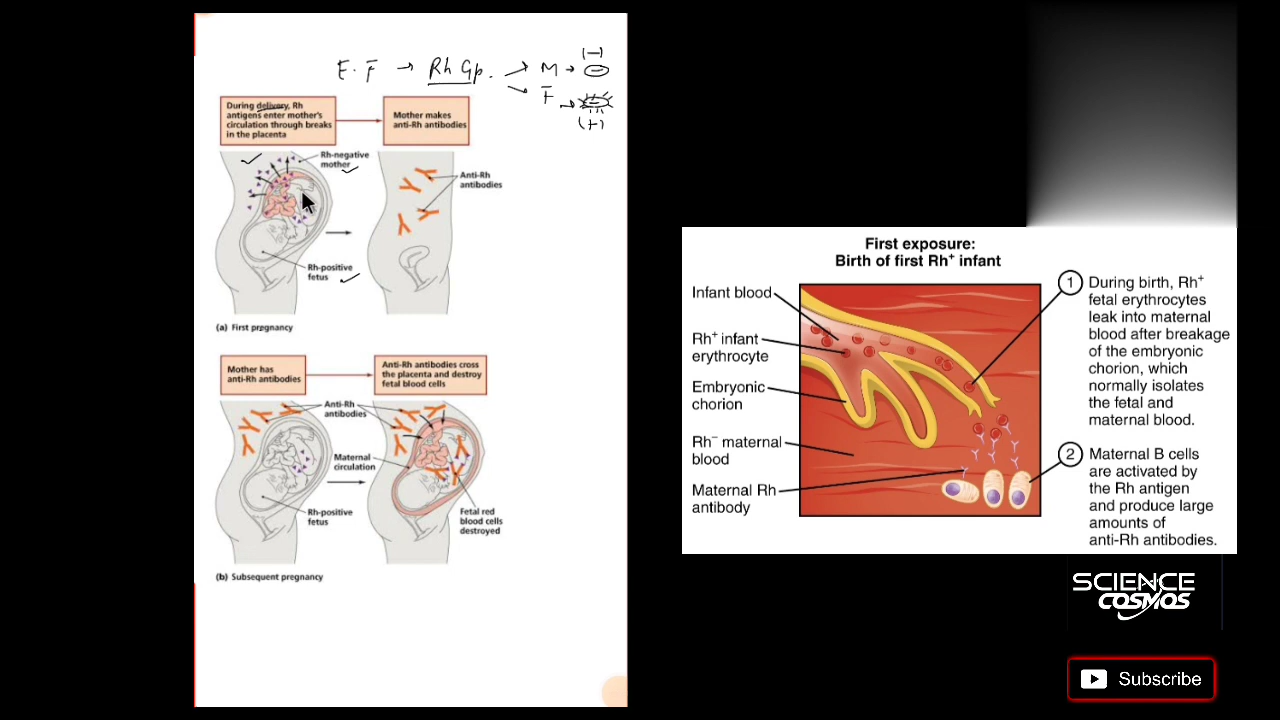 E.F → Rh Gp. → M → (-)
→ F → (+)
During delivery, Rh
antigens enter mother's
circulation through breaks
in the placenta
Mother makes
anti-Rh antibodies
Rh-negative
mother
Anti-Rh
antibodies
Rh-positive
fetus
(a) First pregnancy
Mother has
anti-Rh antibodies
Anti-Rh antibodies cross
the placenta and destroy
fetal blood cells
Anti-Rh
antibodies
Maternal
circulation
Rh-positive
fetus
Fetal red
blood cells
destroyed
(b) Subsequent pregnancy
First exposure:
Birth of first Rh+ infant
Infant blood
Rh+ infant
erythrocyte
Embryonic
chorion
Rh− maternal
blood
Maternal Rh
antibody
1 During birth, Rh+
fetal erythrocytes
leak into maternal
blood after breakage
of the embryonic
chorion, which
normally isolates
the fetal and
maternal blood.
2 Maternal B cells
are activated by
the Rh antigen
and produce large
amounts of
anti-Rh antibodies.
SCIENCE
COSMOS
Subscribe